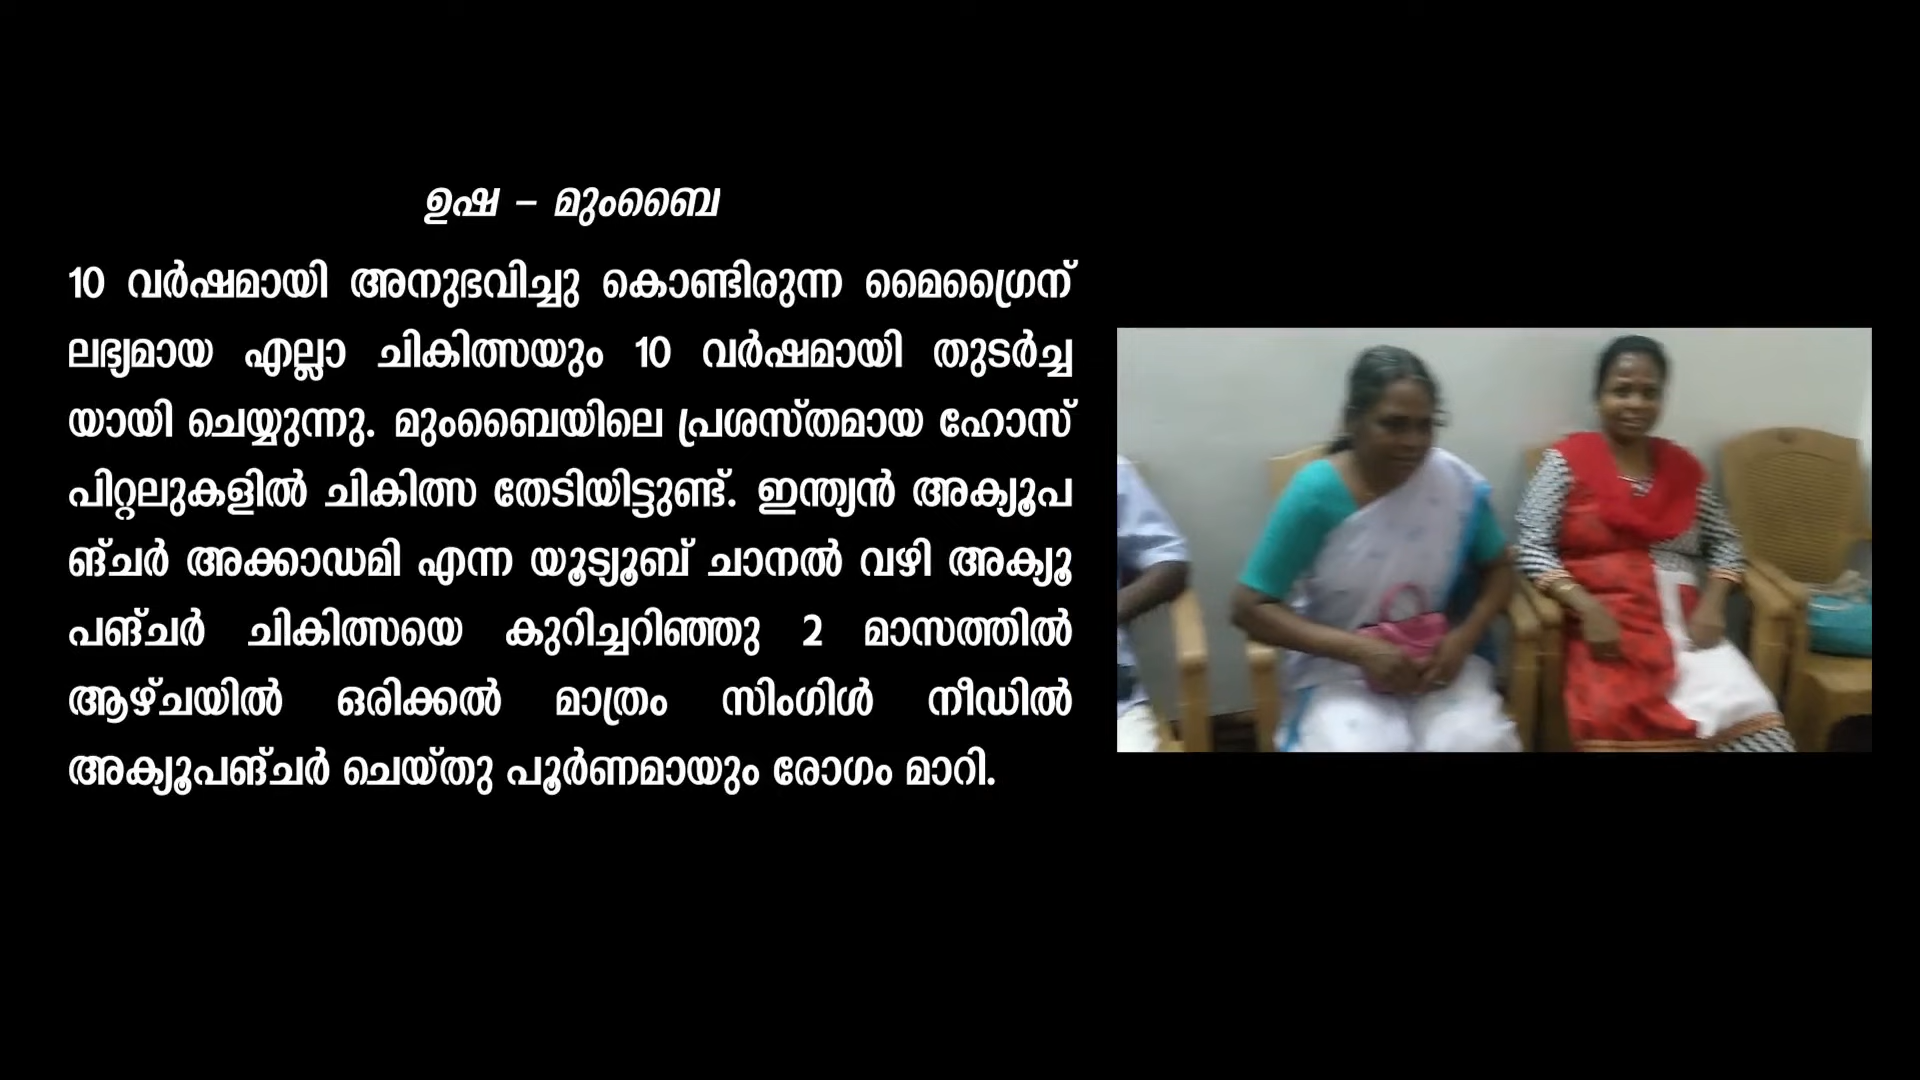 ഉഷ – മുംബൈ
10 വർഷമായി അനുഭവിച്ചു കൊണ്ടിരുന്ന മൈഗ്രൈന്
ലഭ്യമായ എല്ലാ ചികിത്സയും 10 വർഷമായി തുടർച്ച
യായി ചെയ്യുന്നു. മുംബൈയിലെ പ്രശസ്തമായ ഹോസ്
പിറ്റലുകളിൽ ചികിത്സ തേടിയിട്ടുണ്ട്. ഇന്ത്യൻ അക്യൂപ
ങ്ചർ അക്കാഡമി എന്ന യൂട്യൂബ് ചാനൽ വഴി അക്യൂ
പങ്ചർ ചികിത്സയെ കുറിച്ചറിഞ്ഞു 2 മാസത്തിൽ
ആഴ്ചയിൽ ഒരിക്കൽ മാത്രം സിംഗിൾ നീഡിൽ
അക്യൂപങ്ചർ ചെയ്തു പൂർണമായും രോഗം മാറി.